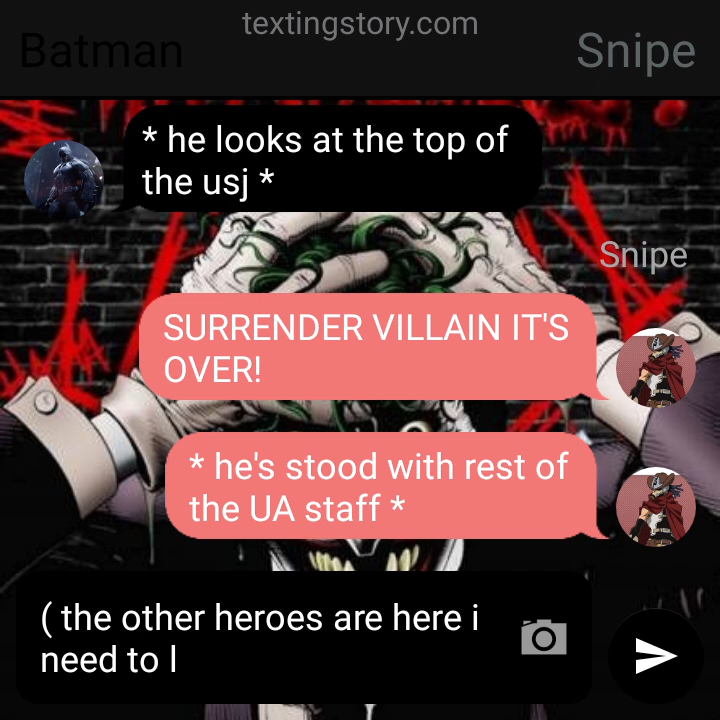 textingstory.com
Batman
Snipe
* he looks at the top of
the usj *
Snipe
SURRENDER VILLAIN IT'S
OVER!
* he's stood with rest of
the UA staff *
( the other heroes are here i
need to l